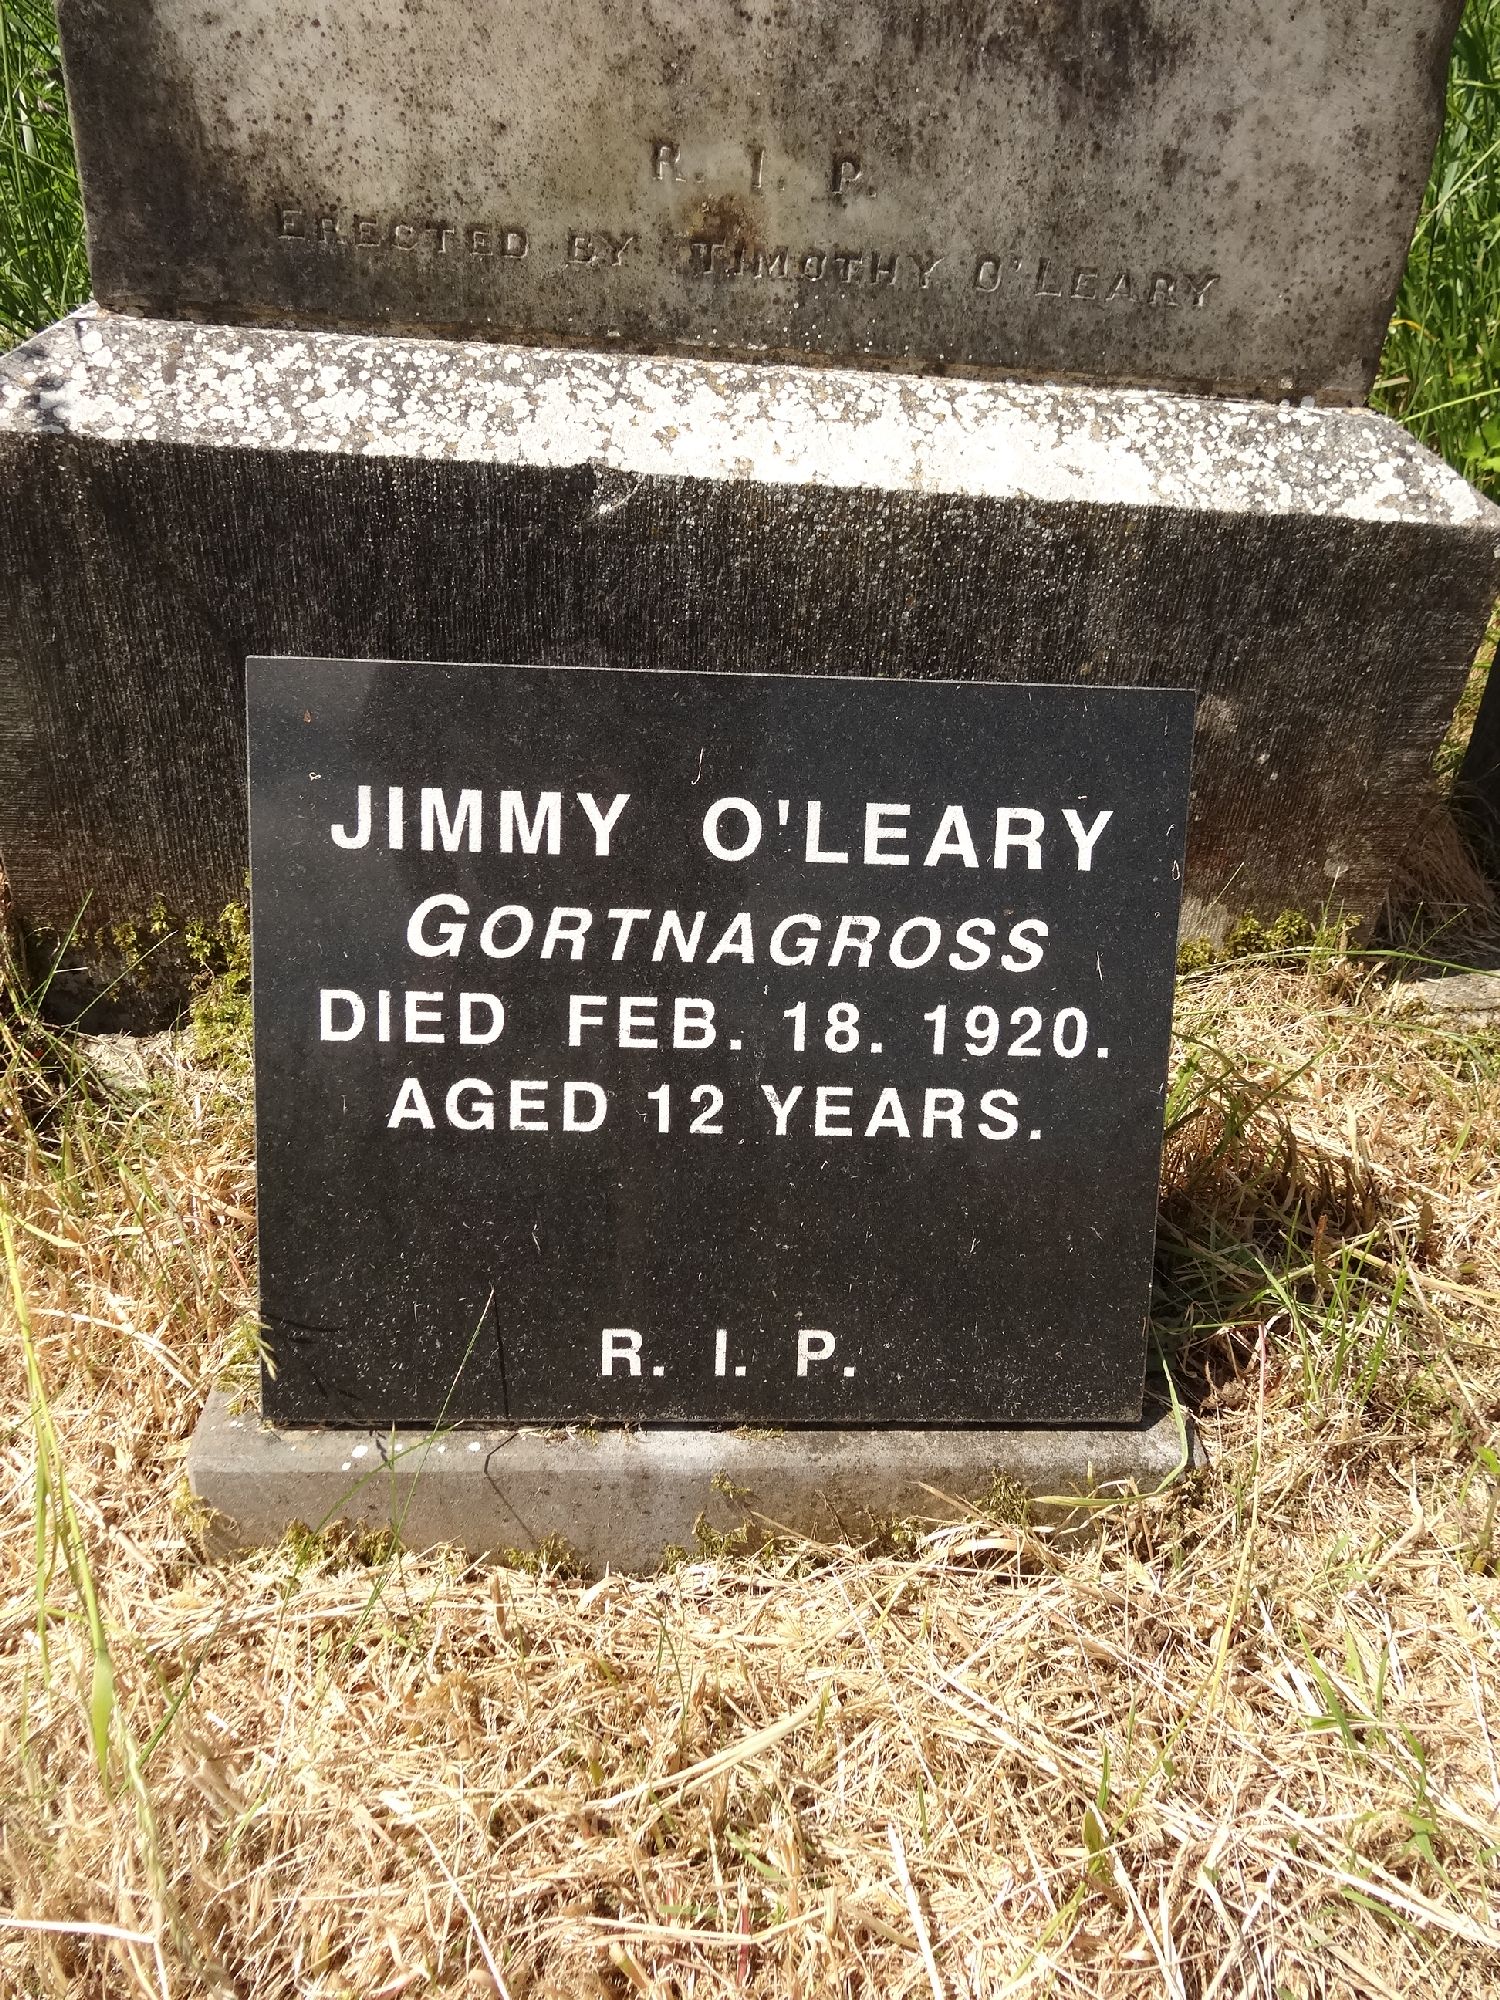 R. I. P.
ERECTED BY TIMOTHY O'LEARY
JIMMY O'LEARY
GORTNAGROSS
DIED FEB. 18. 1920.
AGED 12 YEARS.
R. I. P.